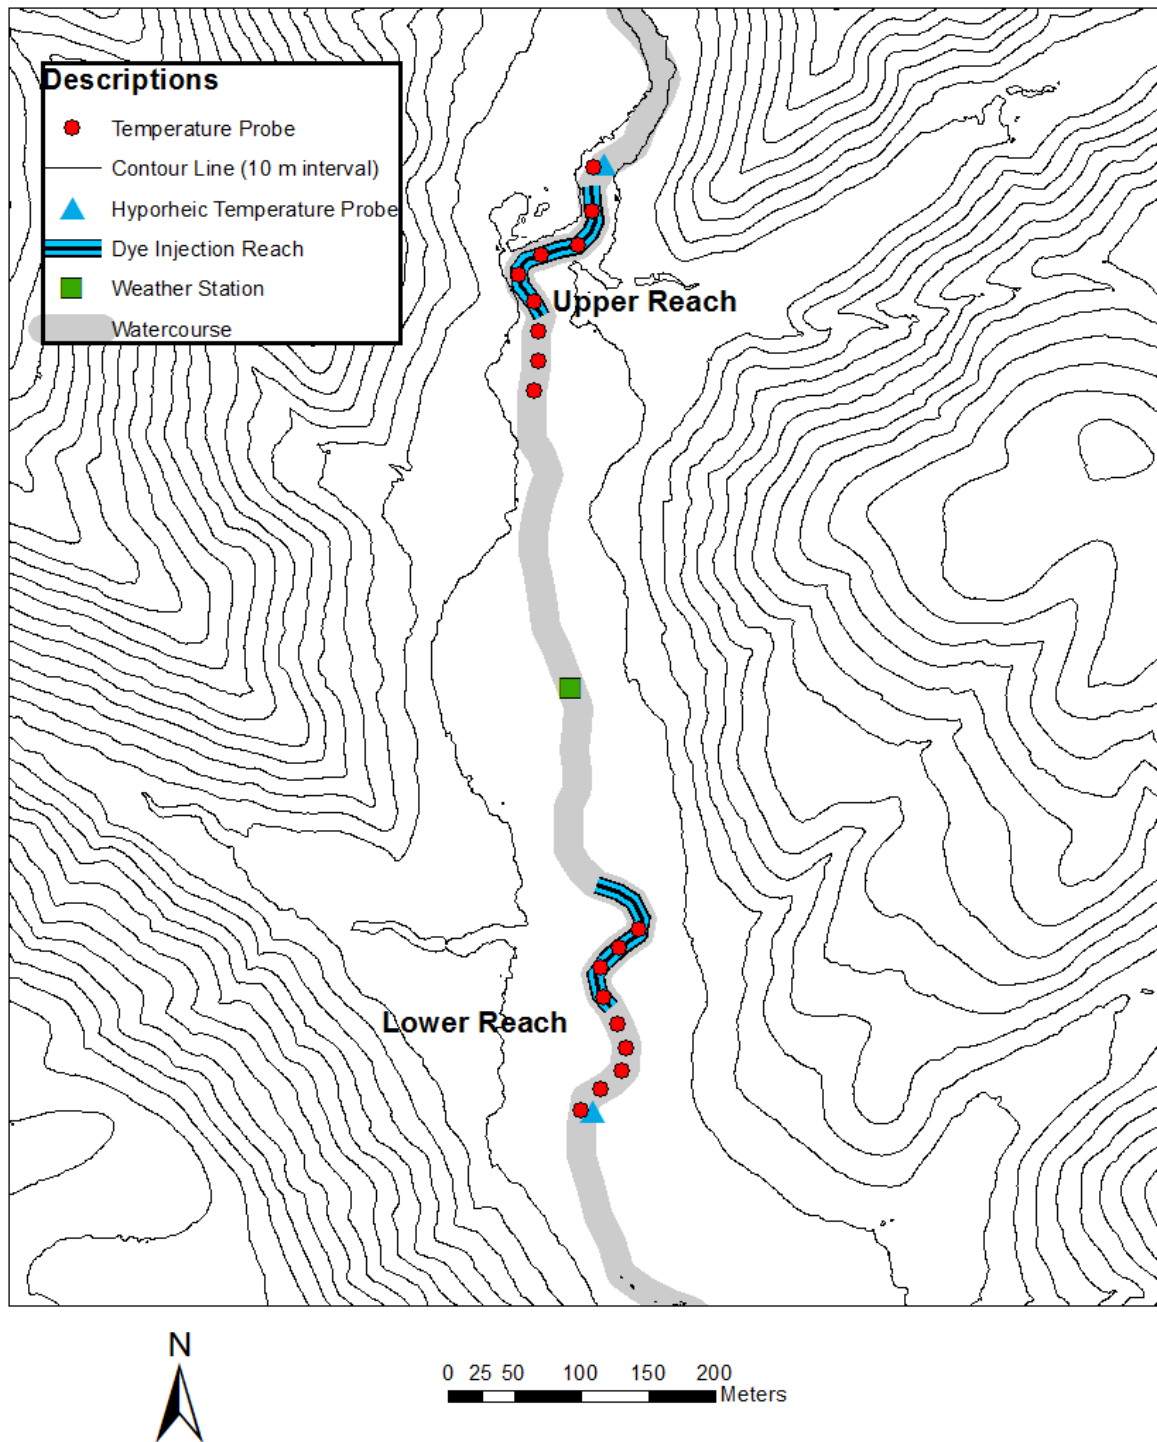 Descriptions
Temperature Probe
Contour Line (10 m interval)
Hyporheic Temperature Probe
Dye Injection Reach
Weather Station
Watercourse
Upper Reach
Lower Reach
N
0 25 50 100 150 200
Meters